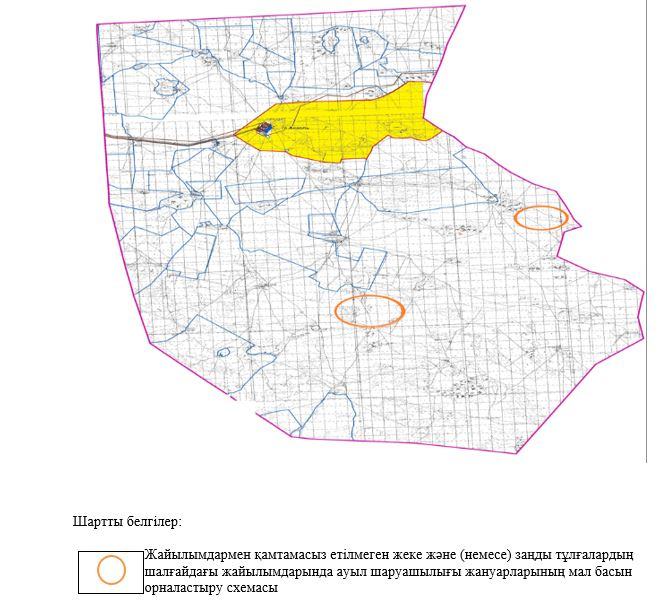 Шартты белгілер:
Жайылымдармен қамтамасыз етілмеген жеке және (немесе) заңды тұлғалардың
шалғайдағы жайылымдарында ауыл шаруашылығы жануарларының мал басын
орналастыру схемасы